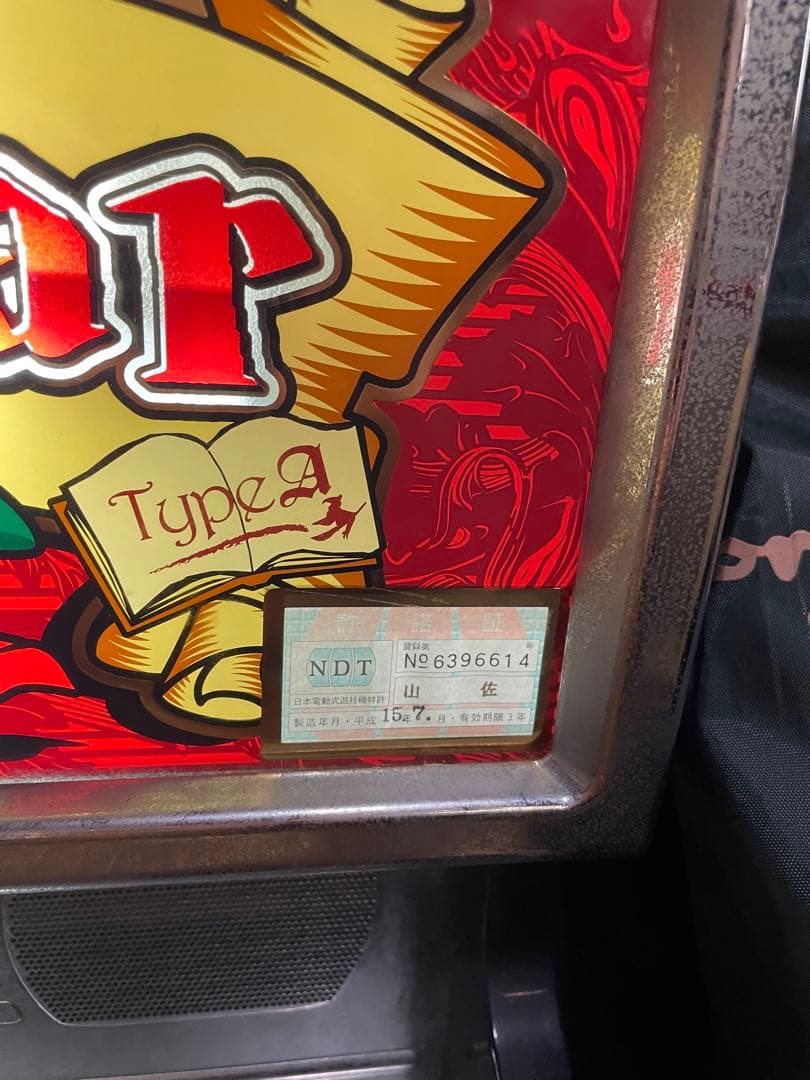 ar
Type A
許諾証
NDT
登録第 号
№6396614
山佐
日本電動式遊技機特許
製造年月・平成15年7.月・有効期限3年